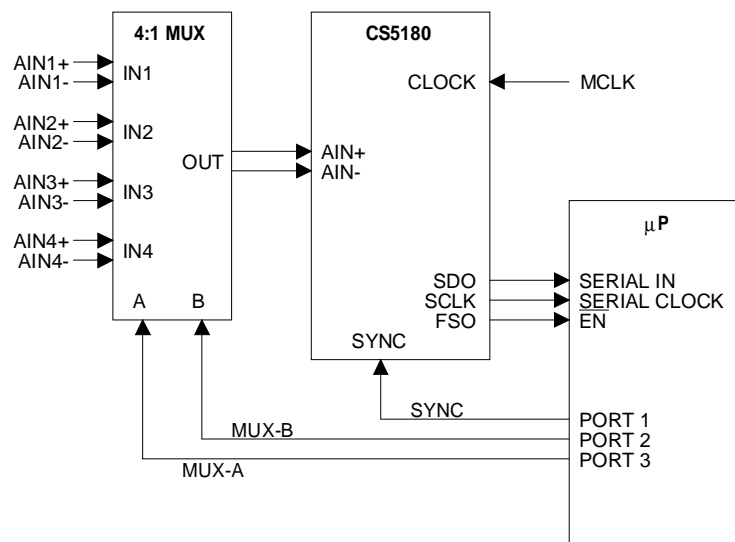 4:1 MUX
AIN1+
AIN1-
IN1
AIN2+
AIN2-
IN2
AIN3+
AIN3-
IN3
AIN4+
AIN4-
IN4
OUT
A B
CS5180
CLOCK
MCLK
AIN+
AIN-
SDO
SCLK
FSO
SYNC
μP
SERIAL IN
SERIAL CLOCK
EN
SYNC
PORT 1
MUX-B
PORT 2
MUX-A
PORT 3